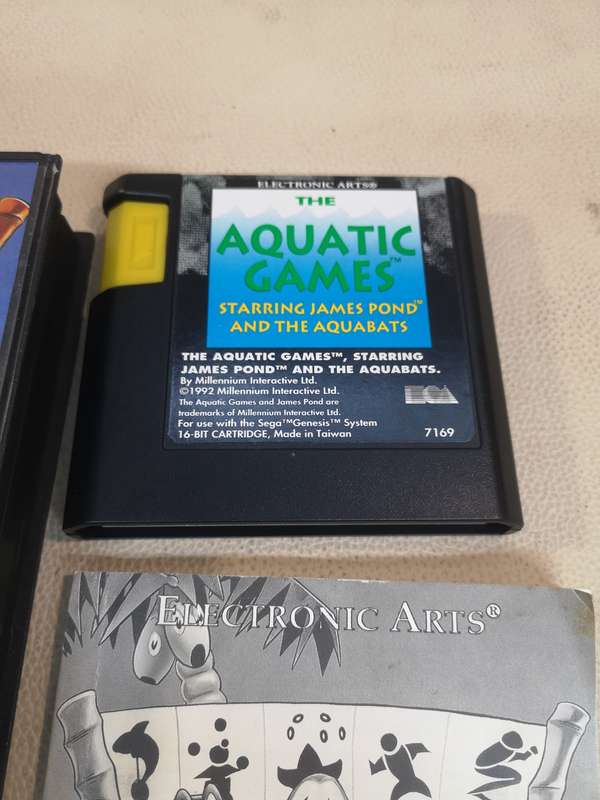 ELECTRONIC ARTS®
THE
AQUATIC
GAMES™
STARRING JAMES POND™
AND THE AQUABATS
THE AQUATIC GAMES™, STARRING
JAMES POND™ AND THE AQUABATS.
By Millennium Interactive Ltd.
©1992 Millennium Interactive Ltd.
The Aquatic Games and James Pond are
trademarks of Millennium Interactive Ltd.
For use with the Sega™Genesis™ System
16-BIT CARTRIDGE, Made in Taiwan
7169
EA
ELECTRONIC ARTS®